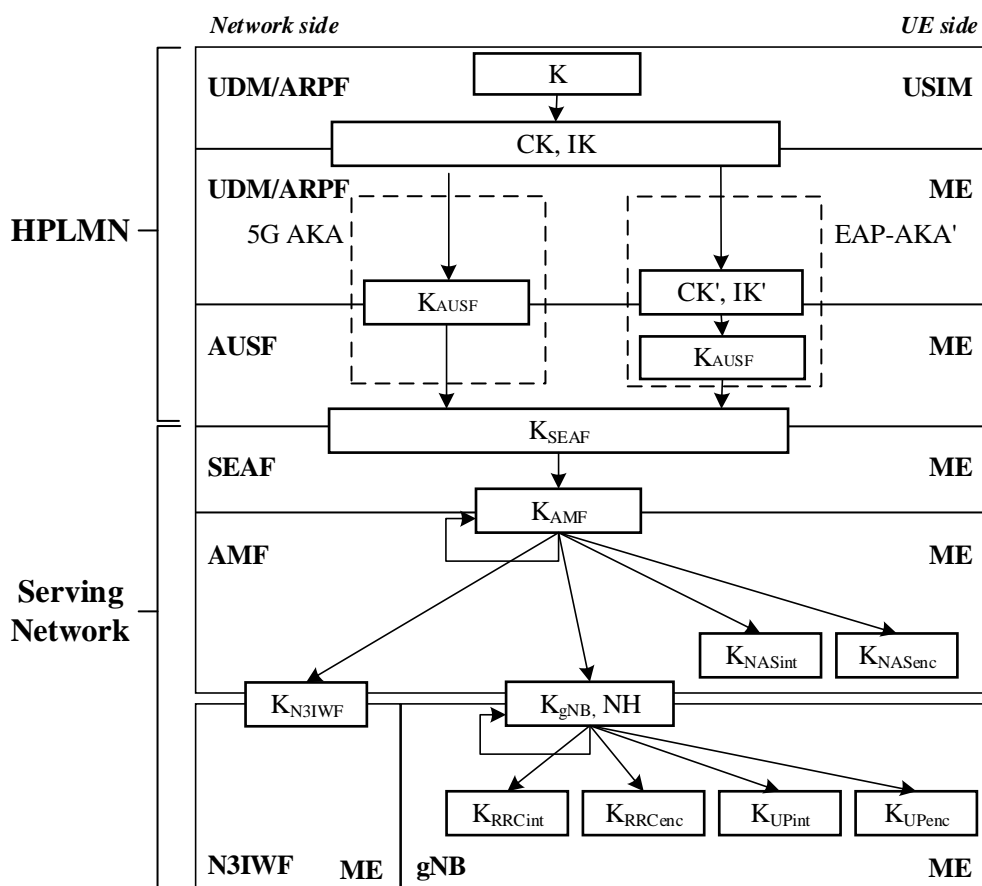 Network side
UE side
UDM/ARPF
K
USIM
CK, IK
UDM/ARPF
ME
HPLMN
5G AKA
EAP-AKA'
KAUSF
CK', IK'
AUSF
KAUSF
ME
KSEAF
SEAF
ME
KAMF
AMF
ME
Serving
Network
KNASint
KNASenc
KN3IWF
KgNB, NH
KRRCint
KRRCenc
KUPint
KUPenc
N3IWF
ME
gNB
ME